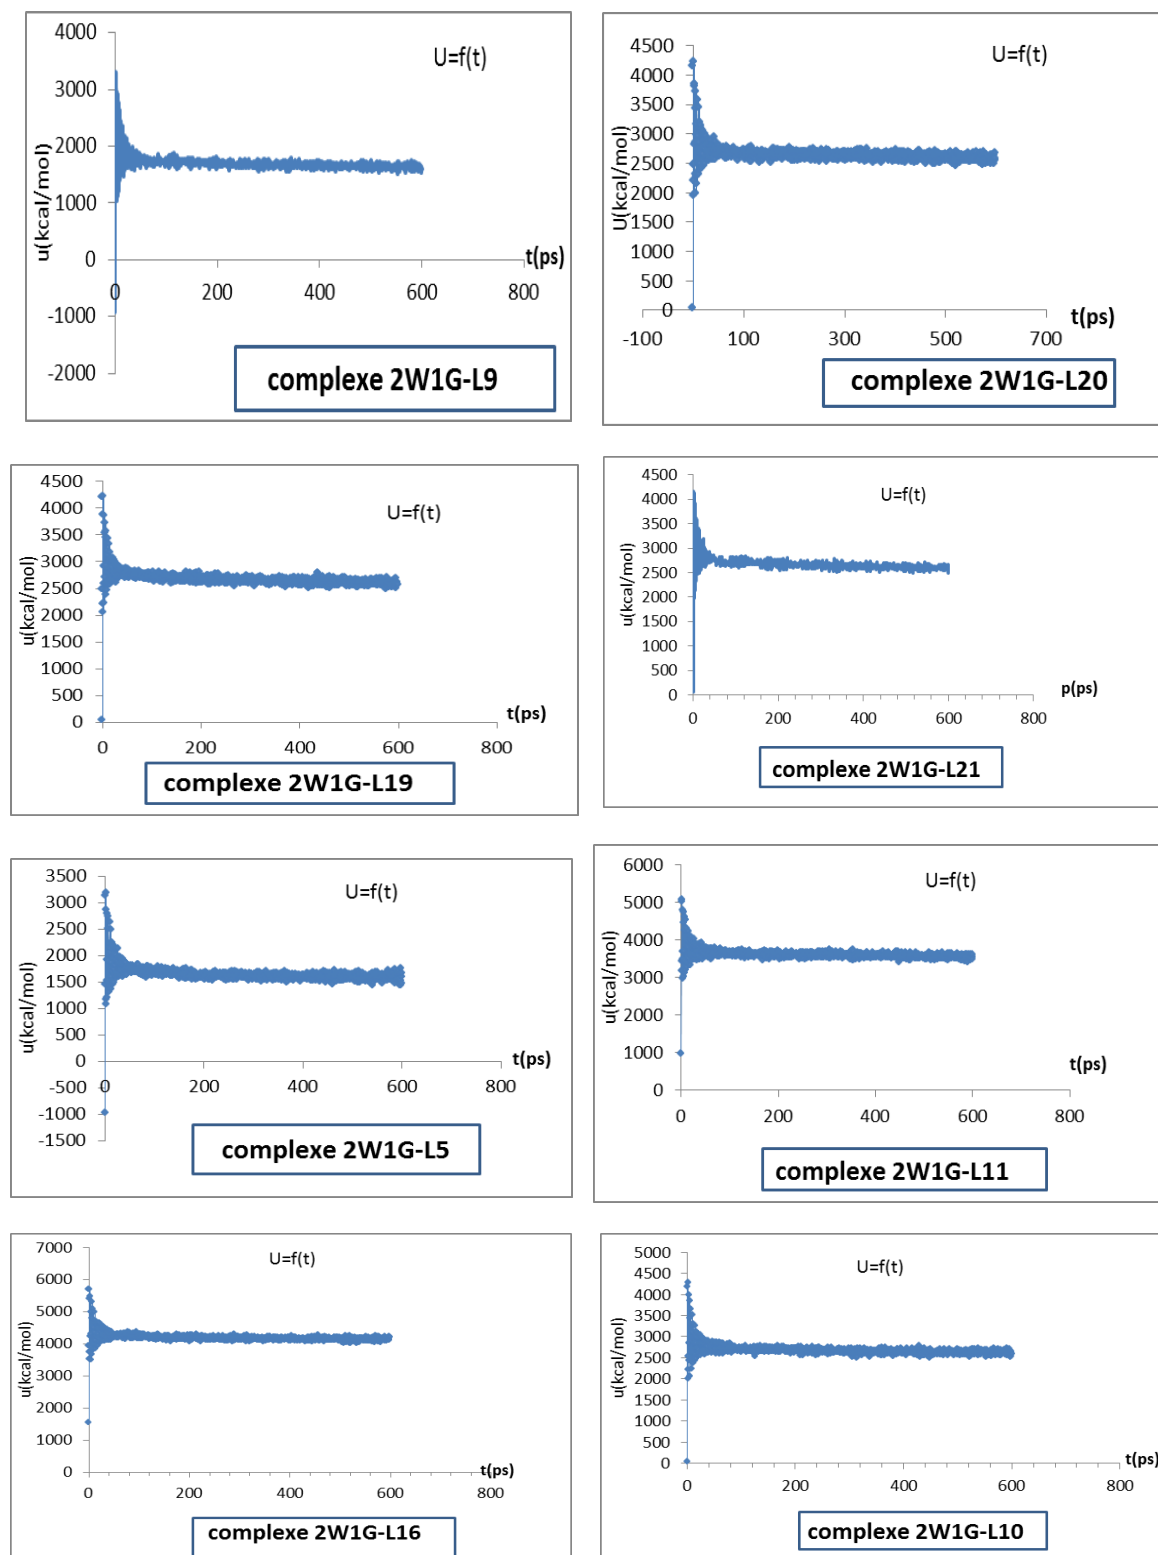 U=f(t)
u(kcal/mol)
4000
3000
2000
1000
0
-1000
-2000
0 200 400 600 800
t(ps)
complexe 2W1G-L9
U=f(t)
U(kcal/mol)
4500
4000
3500
3000
2500
2000
1500
1000
500
0
-100 100 300 500 700
t(ps)
complexe 2W1G-L20
U=f(t)
u(kcal/mol)
4500
4000
3500
3000
2500
2000
1500
1000
500
0
0 200 400 600 800
t(ps)
complexe 2W1G-L19
U=f(t)
u(kcal/mol)
4500
4000
3500
3000
2500
2000
1500
1000
500
0
0 200 400 600 800
p(ps)
complexe 2W1G-L21
U=f(t)
u(kcal/mol)
3500
3000
2500
2000
1500
1000
500
0
-500
-1000
-1500
0 200 400 600 800
t(ps)
complexe 2W1G-L5
U=f(t)
u(kcal/mol)
6000
5000
4000
3000
2000
1000
0
0 200 400 600 800
t(ps)
complexe 2W1G-L11
U=f(t)
u(kcal/mol)
7000
6000
5000
4000
3000
2000
1000
0
0 200 400 600 800
t(ps)
complexe 2W1G-L16
U=f(t)
u(kcal/mol)
5000
4500
4000
3500
3000
2500
2000
1500
1000
500
0
0 200 400 600 800
t(ps)
complexe 2W1G-L10